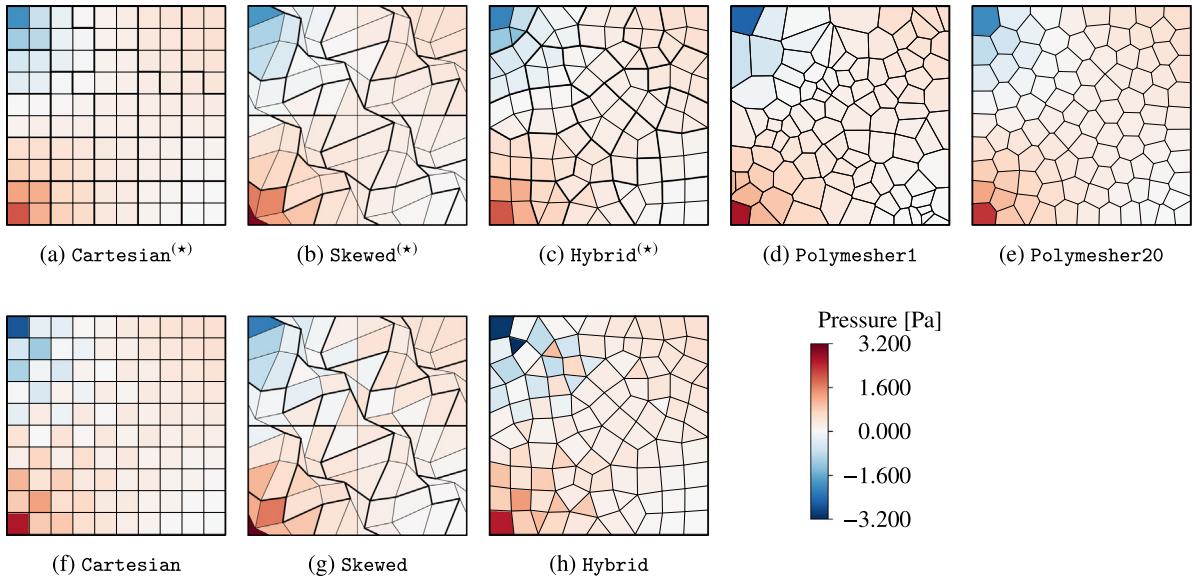 (a) Cartesian(★)
(b) Skewed(★)
(c) Hybrid(★)
(d) Polymesher1
(e) Polymesher20
Pressure [Pa]
3.200
1.600
0.000
−1.600
−3.200
(f) Cartesian
(g) Skewed
(h) Hybrid